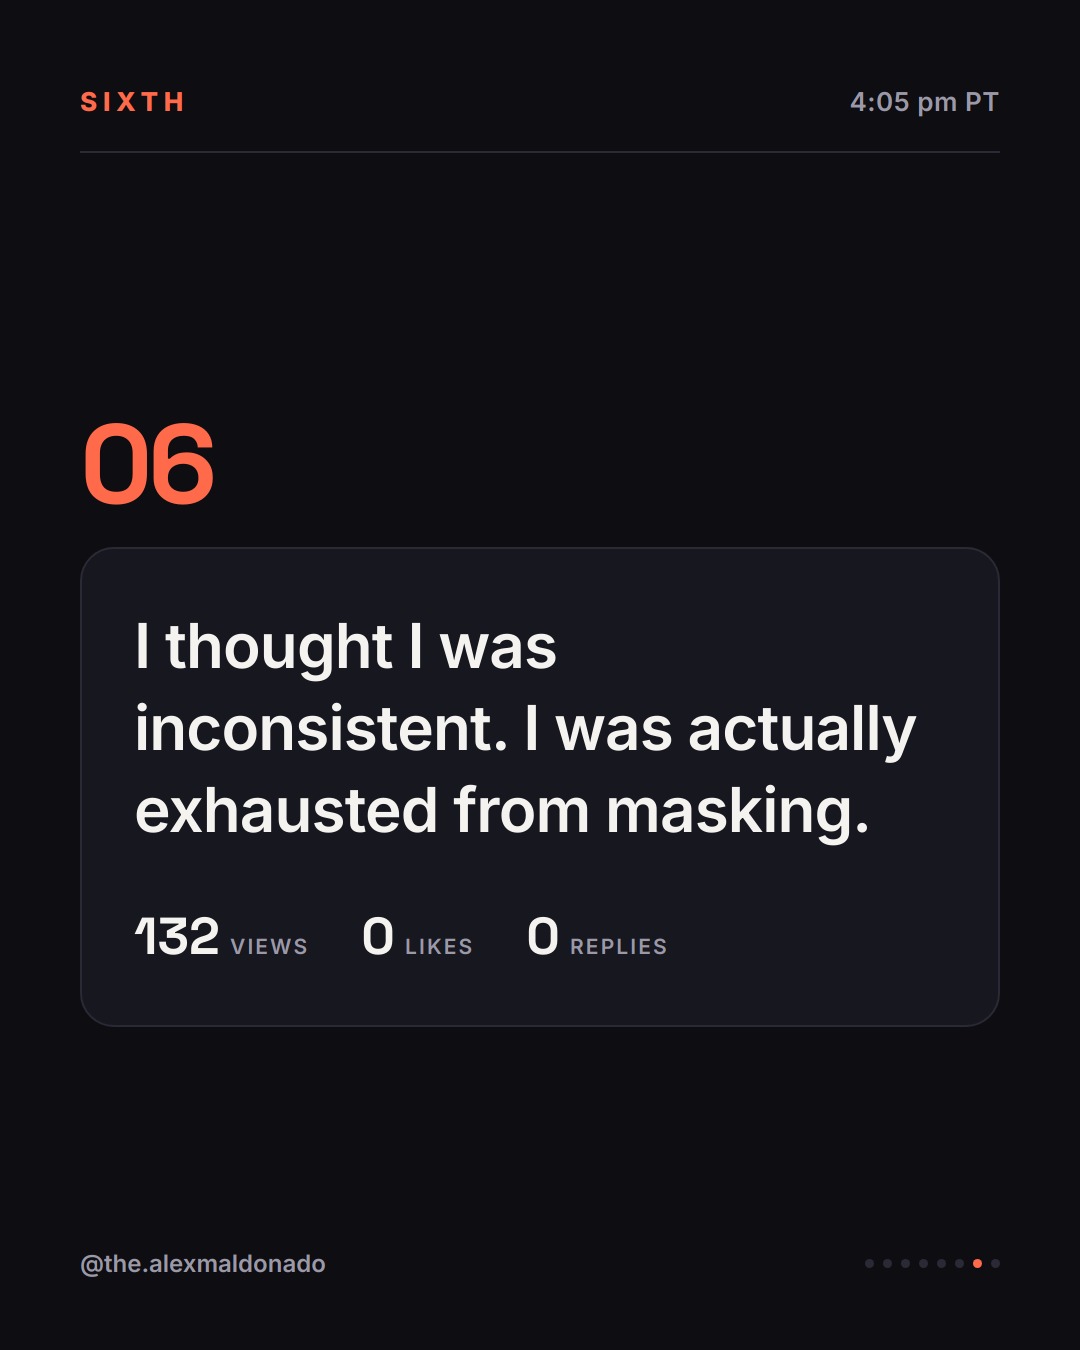 SIXTH
4:05 pm PT
06
I thought I was
inconsistent. I was actually
exhausted from masking.
132 VIEWS 0 LIKES 0 REPLIES
@the.alexmaldonado